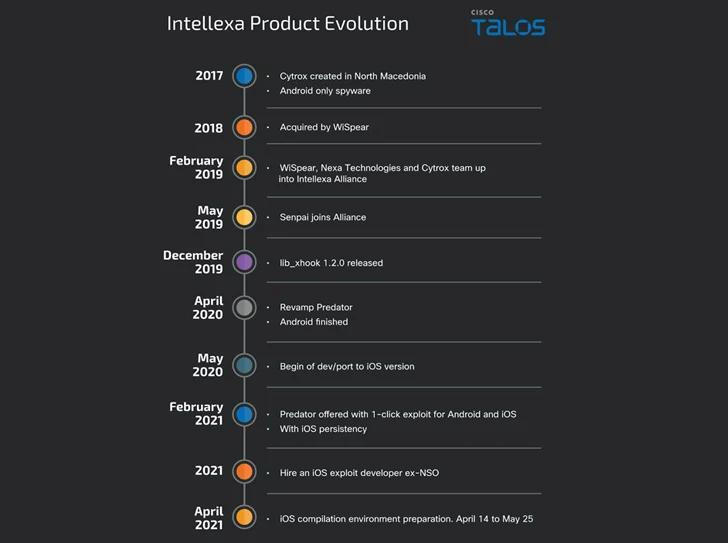 Intellexa Product Evolution
CISCO
TALOS
2017
• Cytrox created in North Macedonia
• Android only spyware
2018
• Acquired by WiSpear
February
2019
• WiSpear, Nexa Technologies and Cytrox team up
into Intellexa Alliance
May
2019
• Senpai joins Alliance
December
2019
• lib_xhook 1.2.0 released
April
2020
• Revamp Predator
• Android finished
May
2020
• Begin of dev/port to iOS version
February
2021
• Predator offered with 1-click exploit for Android and iOS
• With iOS persistency
2021
• Hire an iOS exploit developer ex-NSO
April
2021
• iOS compilation environment preparation. April 14 to May 25